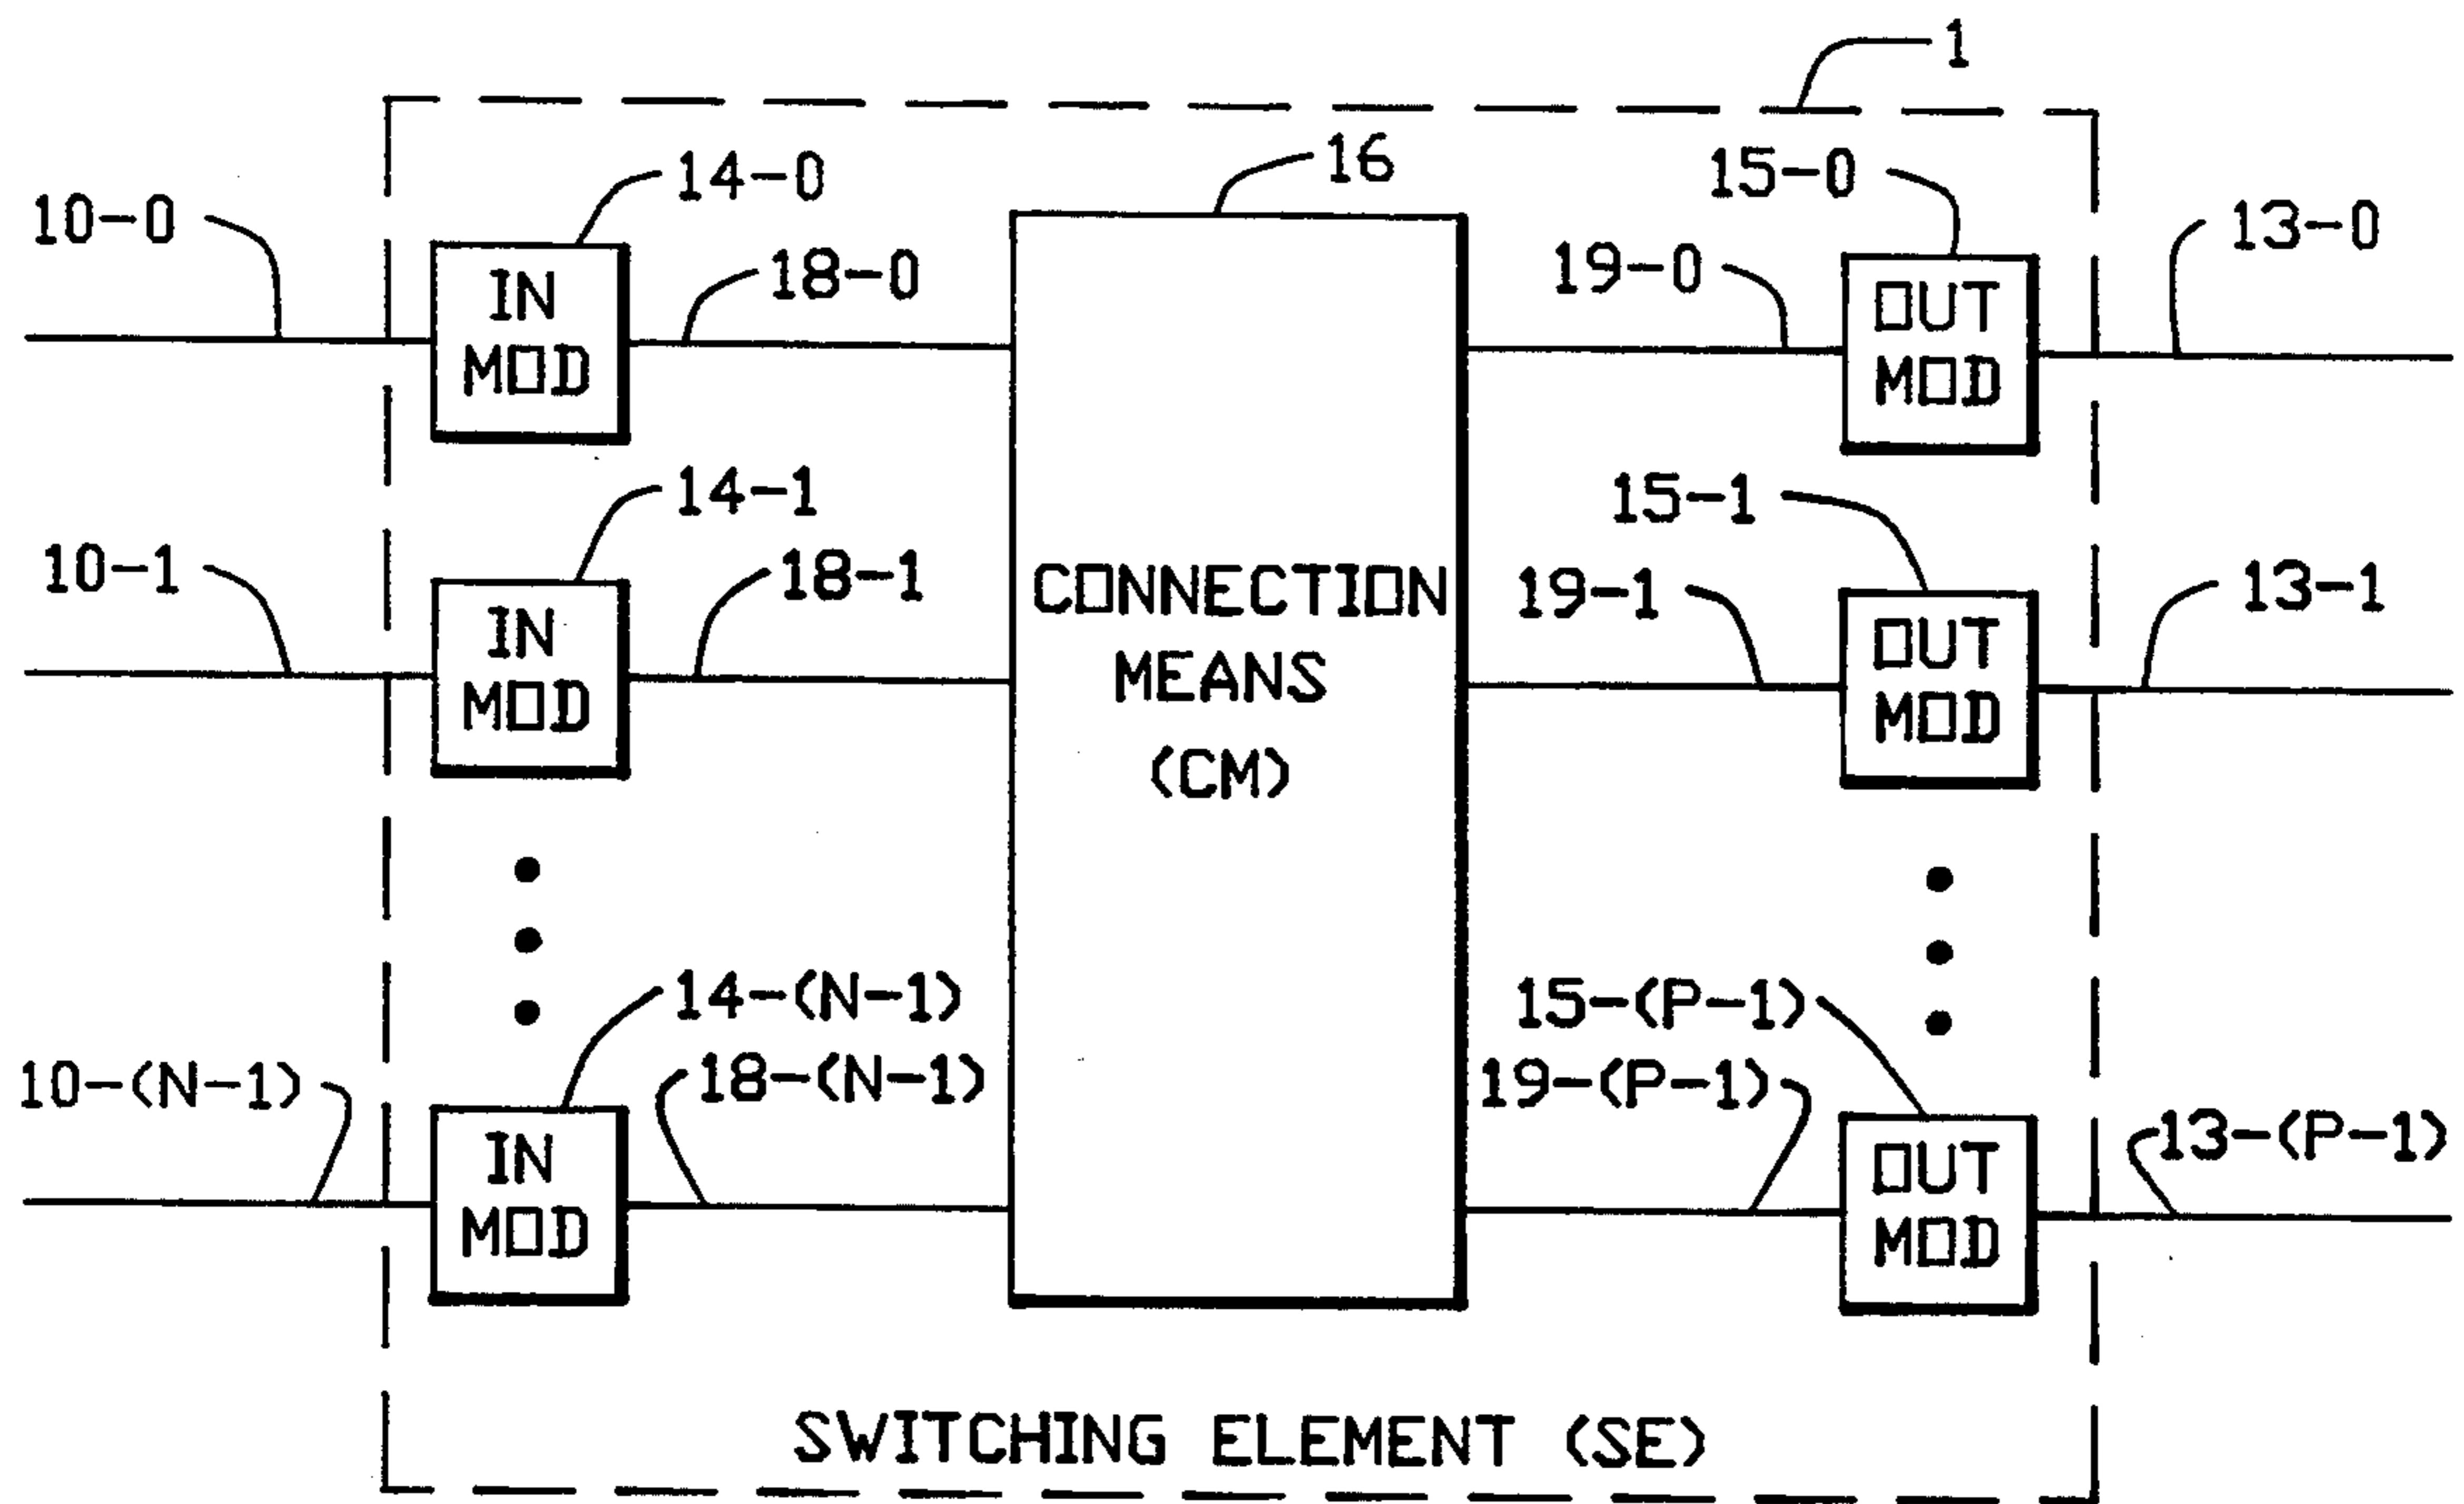 1
14-0
16
15-0
10-0
18-0
19-0
13-0
IN
MOD
OUT
MOD
14-1
15-1
10-1
18-1
19-1
13-1
IN
MOD
CONNECTION
MEANS
(CM)
OUT
MOD
14-(N-1)
15-(P-1)
10-(N-1)
18-(N-1)
19-(P-1)
13-(P-1)
IN
MOD
OUT
MOD
SWITCHING ELEMENT (SE)